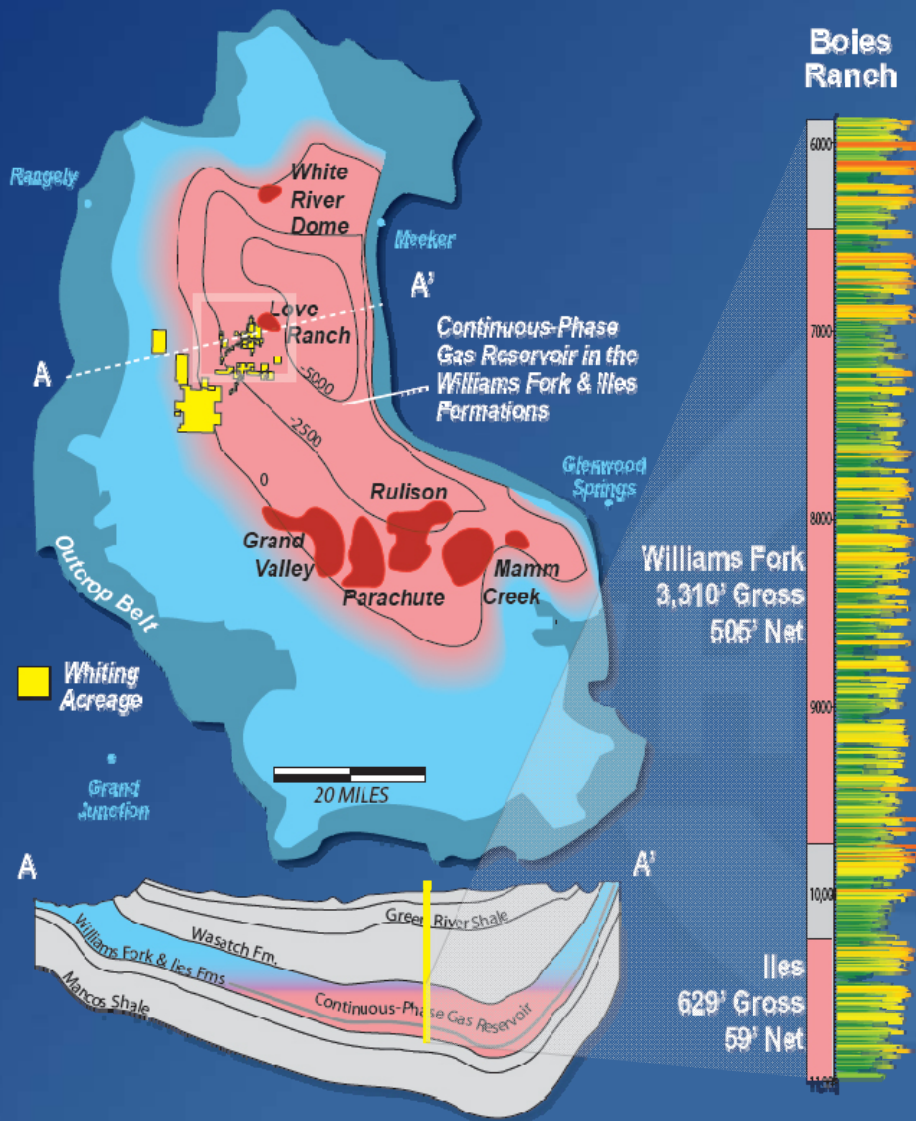 Boies
Ranch
Rangely
White
River
Dome
Meeker
A'
Love
Ranch
Continuous-Phase
Gas Reservoir in the
Williams Fork & Iles
Formations
A
-5000
-2500
0
Glenwood
Springs
Rulison
Grand
Valley
Parachute
Mamm
Creek
Outcrop Belt
Whiting
Acreage
Grand
Junction
20 MILES
6000
7000
8000
9000
10,000
Williams Fork
3,310' Gross
505' Net
Iles
629' Gross
59' Net
A
A'
Green River Shale
Wasatch Fm.
Williams Fork & Iles Fms
Continuous-Phase Gas Reservoir
Mancos Shale